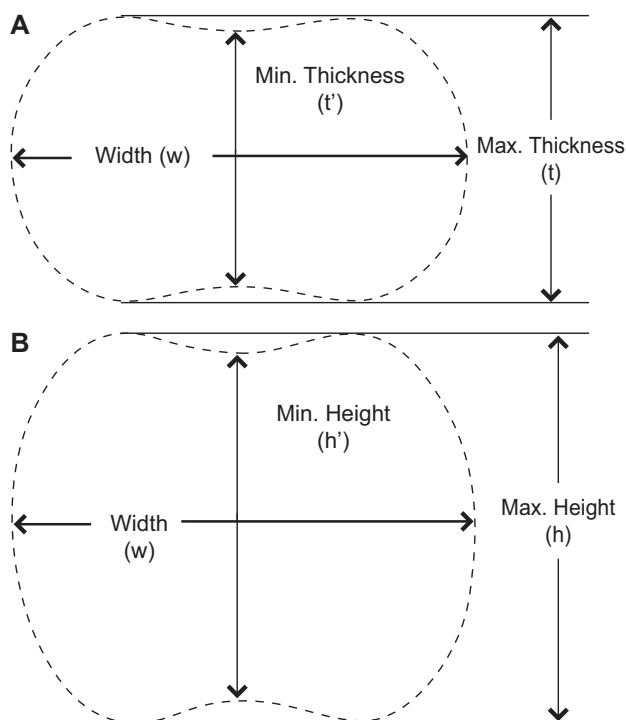 A
Min. Thickness
(t’)
Width (w)
Max. Thickness
(t)
B
Min. Height
(h’)
Width
(w)
Max. Height
(h)